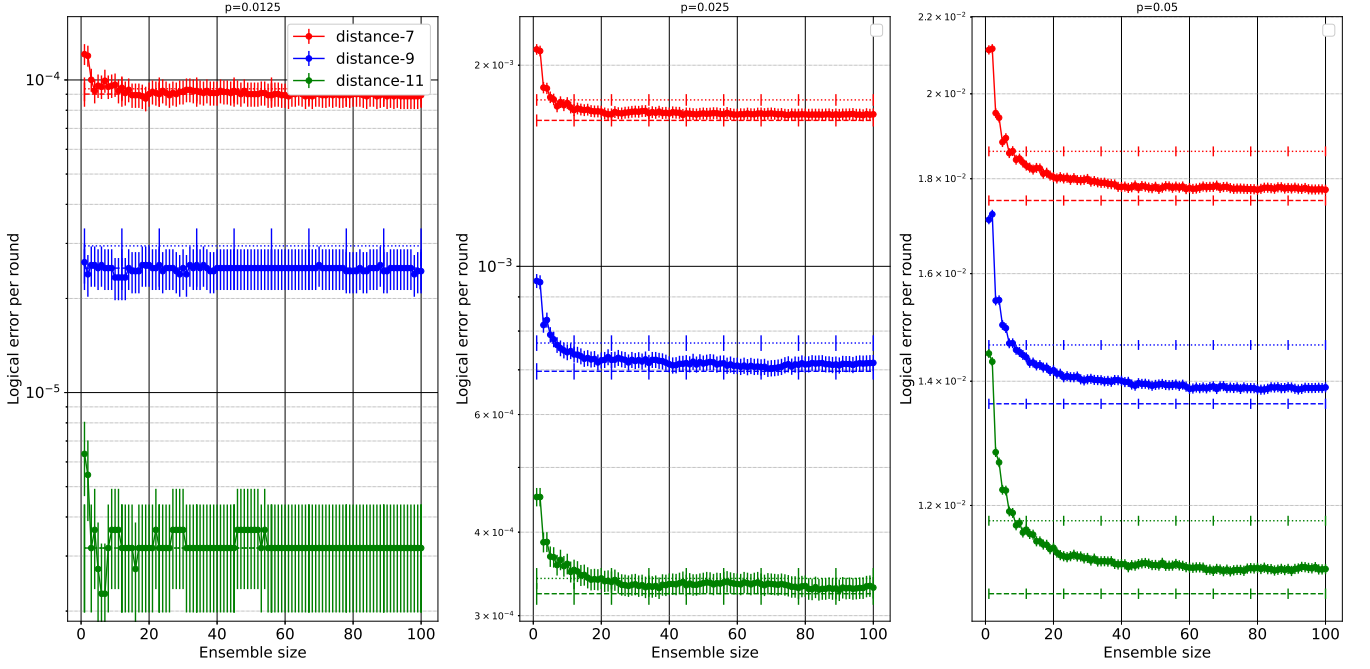 p=0.0125
Logical error per round
10⁻⁴
10⁻⁵
distance-7
distance-9
distance-11
0
20
40
60
80
100
Ensemble size
p=0.025
Logical error per round
2 × 10⁻³
10⁻³
6 × 10⁻⁴
4 × 10⁻⁴
3 × 10⁻⁴
0
20
40
60
80
100
Ensemble size
p=0.05
Logical error per round
2.2 × 10⁻²
2 × 10⁻²
1.8 × 10⁻²
1.6 × 10⁻²
1.4 × 10⁻²
1.2 × 10⁻²
0
20
40
60
80
100
Ensemble size